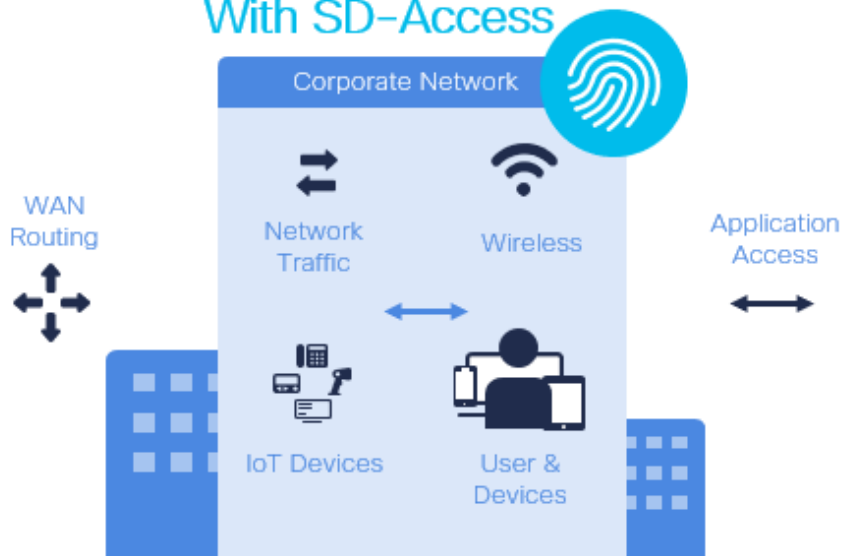 With SD-Access
Corporate Network
WAN
Routing
Network
Traffic
Wireless
Application
Access
IoT Devices
User &
Devices